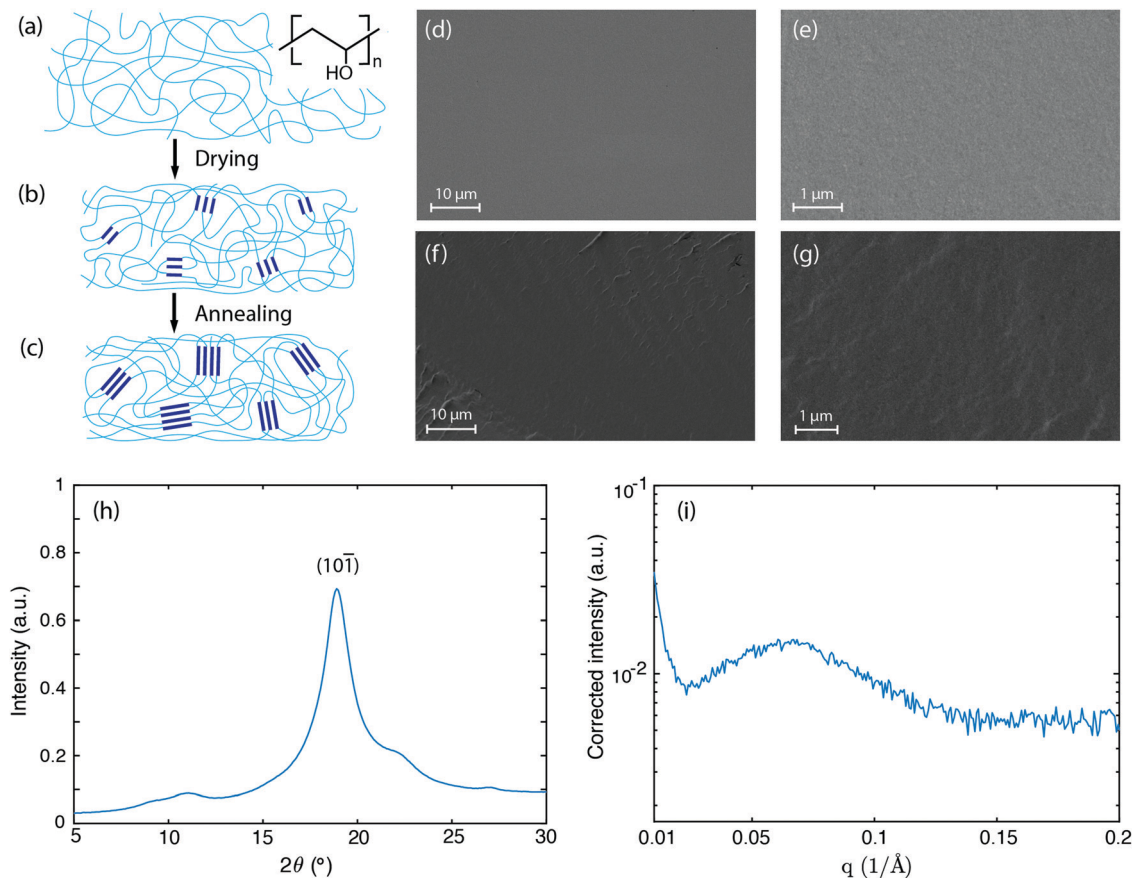 (a)
HO
n
Drying
(b)
Annealing
(c)
(d)
10 μm
(e)
1 μm
(f)
10 μm
(g)
1 μm
(h)
(101̅)
Intensity (a.u.)
1
0.8
0.6
0.4
0.2
0
5
10
15
20
25
30
2θ (°)
(i)
Corrected intensity (a.u.)
10⁻¹
10⁻²
0.01
0.05
0.1
0.15
0.2
q (1/Å)